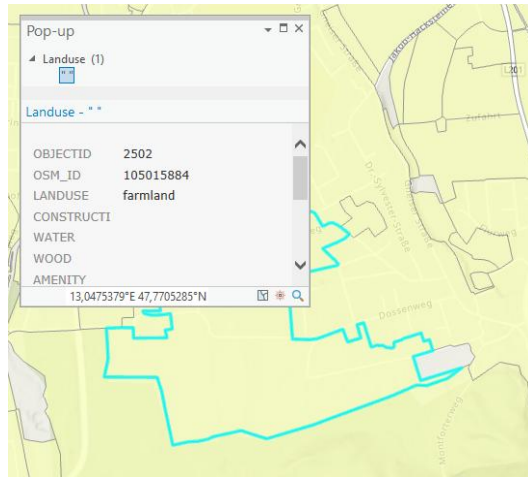 Pop-up
Landuse (1)
" "
Landuse - " "
OBJECTID 2502
OSM_ID 105015884
LANDUSE farmland
CONSTRUCTI
WATER
WOOD
AMENITY
13,0475379°E 47,7705285°N
L201
Zufahrt
Dr.-Sylvester-Straße
Dossenweg
Montforterweg